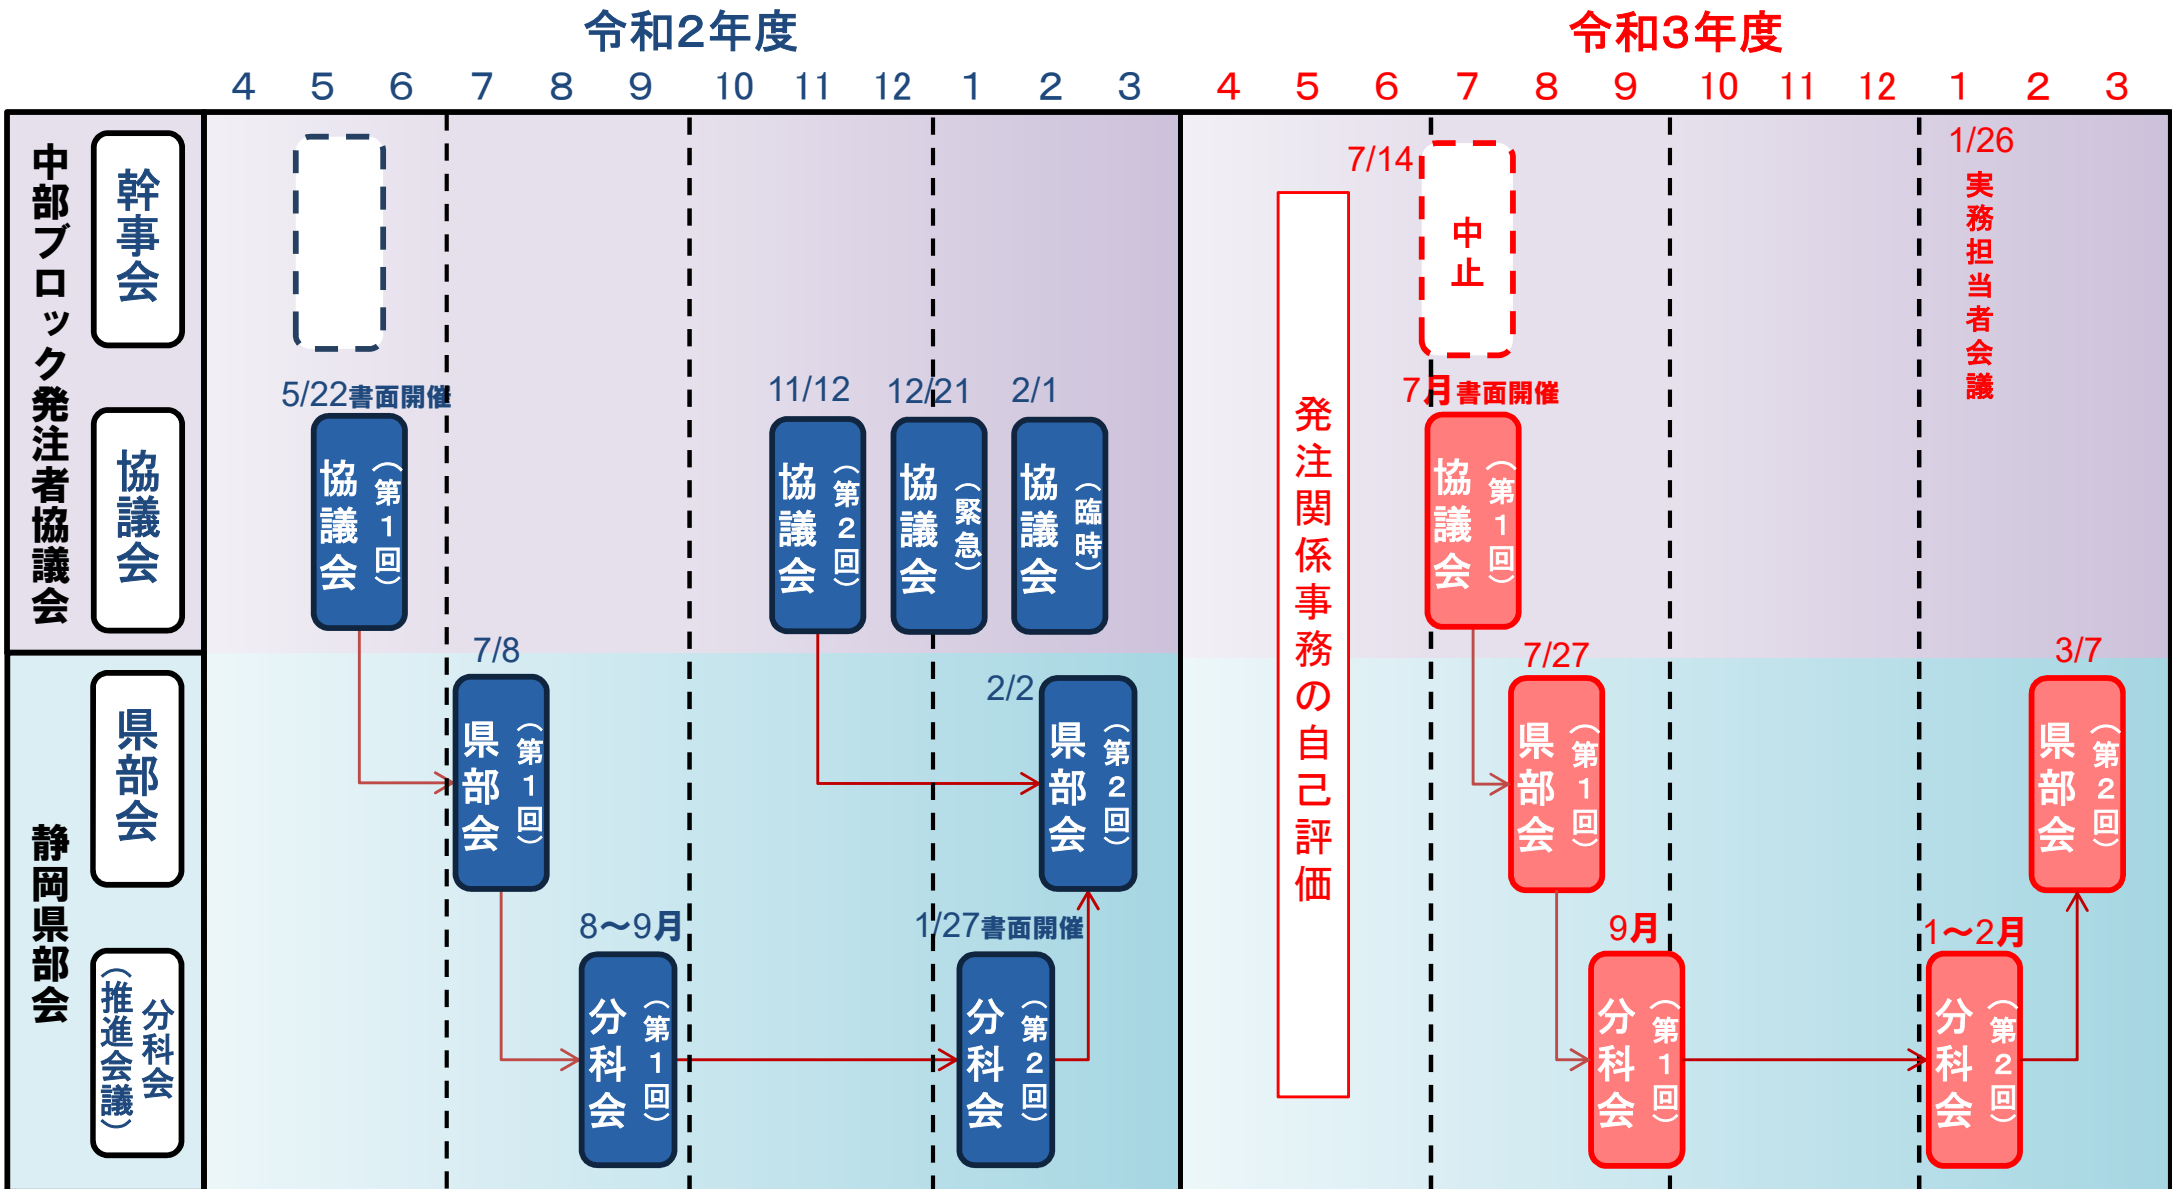 令和２年度
令和３年度
4 5 6 7 8 9 10 11 12 1 2 3
4 5 6 7 8 9 10 11 12 1 2 3
中部ブロック発注者協議会
幹事会
協議会
静岡県部会
県部会
分科会
（推進会議）
5/22書面開催
協議会
（第１回）
11/12
協議会
（第２回）
12/21
協議会
（緊急）
2/1
協議会
（臨時）
7/8
県部会
（第１回）
2/2
県部会
（第２回）
8～9月
分科会
（第１回）
1/27書面開催
分科会
（第２回）
発注関係事務の自己評価
7/14
中止
1/26
実務担当者会議
7月書面開催
協議会
（第１回）
7/27
県部会
（第１回）
3/7
県部会
（第２回）
9月
分科会
（第１回）
1～2月
分科会
（第２回）